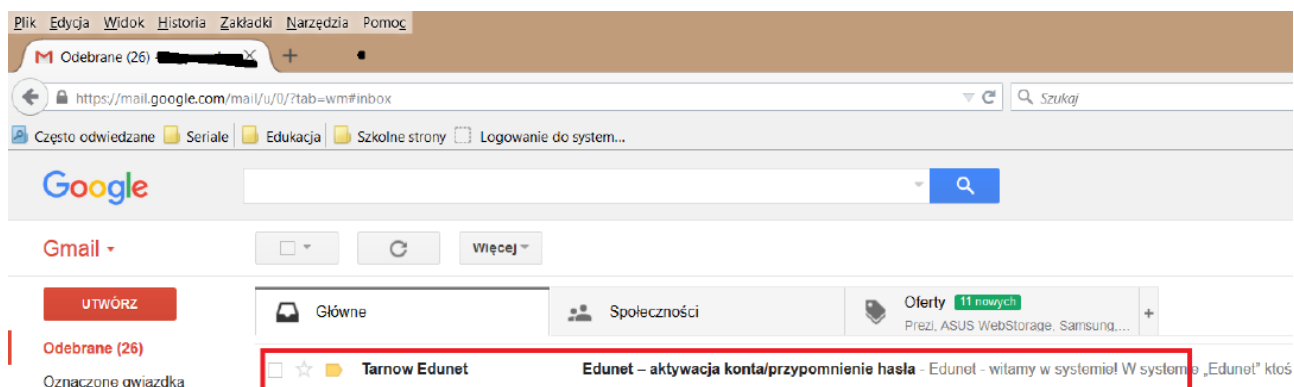 Plik Edycja Widok Historia Zakładki Narzędzia Pomoc
Odebrane (26)
https://mail.google.com/mail/u/0/?tab=wm#inbox
Szukaj
Często odwiedzane Seriale Edukacja Szkolne strony Logowanie do system...
Google
Gmail
Więcej
UTWÓRZ
Główne
Społeczności
Oferty 11 nowych
Prezi, ASUS WebStorage, Samsung,...
Odebrane (26)
Tarnow Edunet Edunet – aktywacja konta/przypomnienie hasła - Edunet - witamy w systemie! W systemie „Edunet" ktoś
Oznaczone gwiazdką